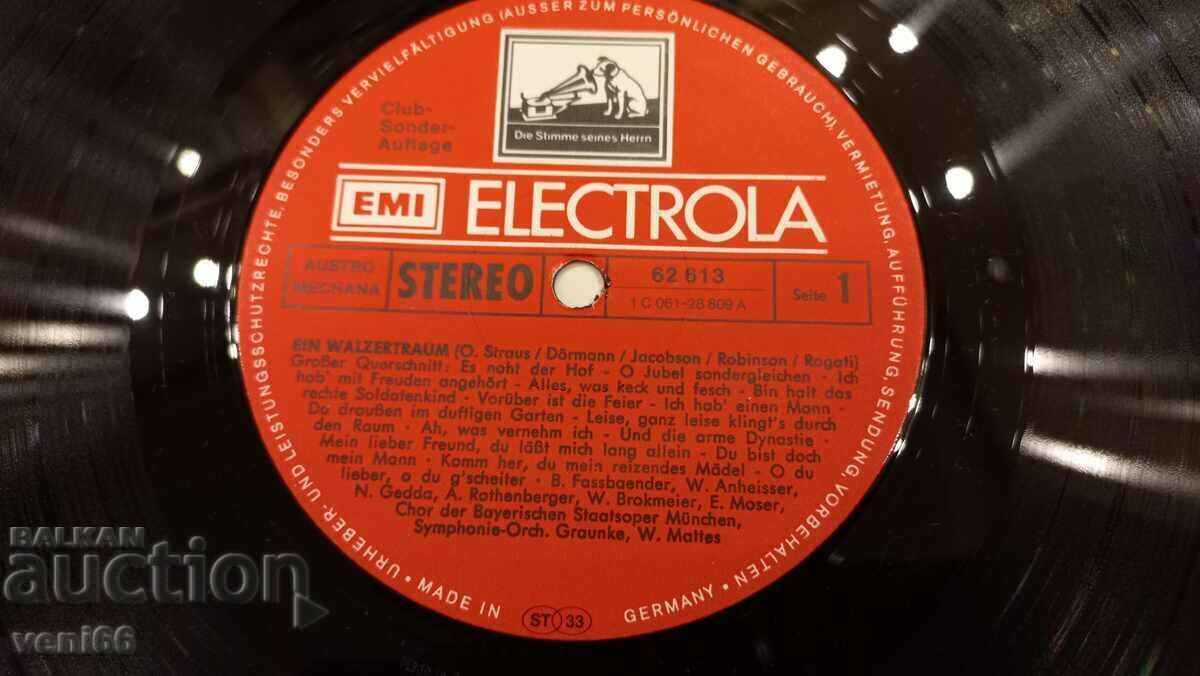 URHEBER- UND LEISTUNGSSCHUTZRECHTE, BESONDERS VERVIELFÄLTIGUNG (AUSSER ZUM PERSÖNLICHEN GEBRAUCH), VERMIETUNG, AUFFÜHRUNG, SENDUNG, VORBEHALTEN
Club-
Sonder-
Auflage
Die Stimme seines Herrn
EMI ELECTROLA
AUSTRO
MECHANA
STEREO
62 613
1 C 061-28 809 A
Seite 1
EIN WALZERTRAUM (O. Straus / Dörmann / Jacobson / Robinson / Rogati)
Großer Querschnitt: Es naht der Hof - O Jubel sondergleichen - Ich
hab' mit Freuden angehört - Alles, was keck und fesch - Bin halt das
rechte Soldatenkind - Vorüber ist die Feier - Ich hab' einen Mann -
Da draußen im duftigen Garten - Leise, ganz leise klingt's durch
den Raum - Ah, was vernehm ich - Und die arme Dynastie -
Mein lieber Freund, du läßt mich lang allein - Du bist doch
mein Mann - Komm her, du mein reizendes Mädel - O du
lieber, o du g'scheiter - B. Fassbaender, W. Anheisser,
N. Gedda, A. Rothenberger, W. Brokmeier, E. Moser,
Chor der Bayerischen Staatsoper München,
Symphonie-Orch. Graunke, W. Mattes
MADE IN GERMANY
ST 33
BALKAN
auction
veni66